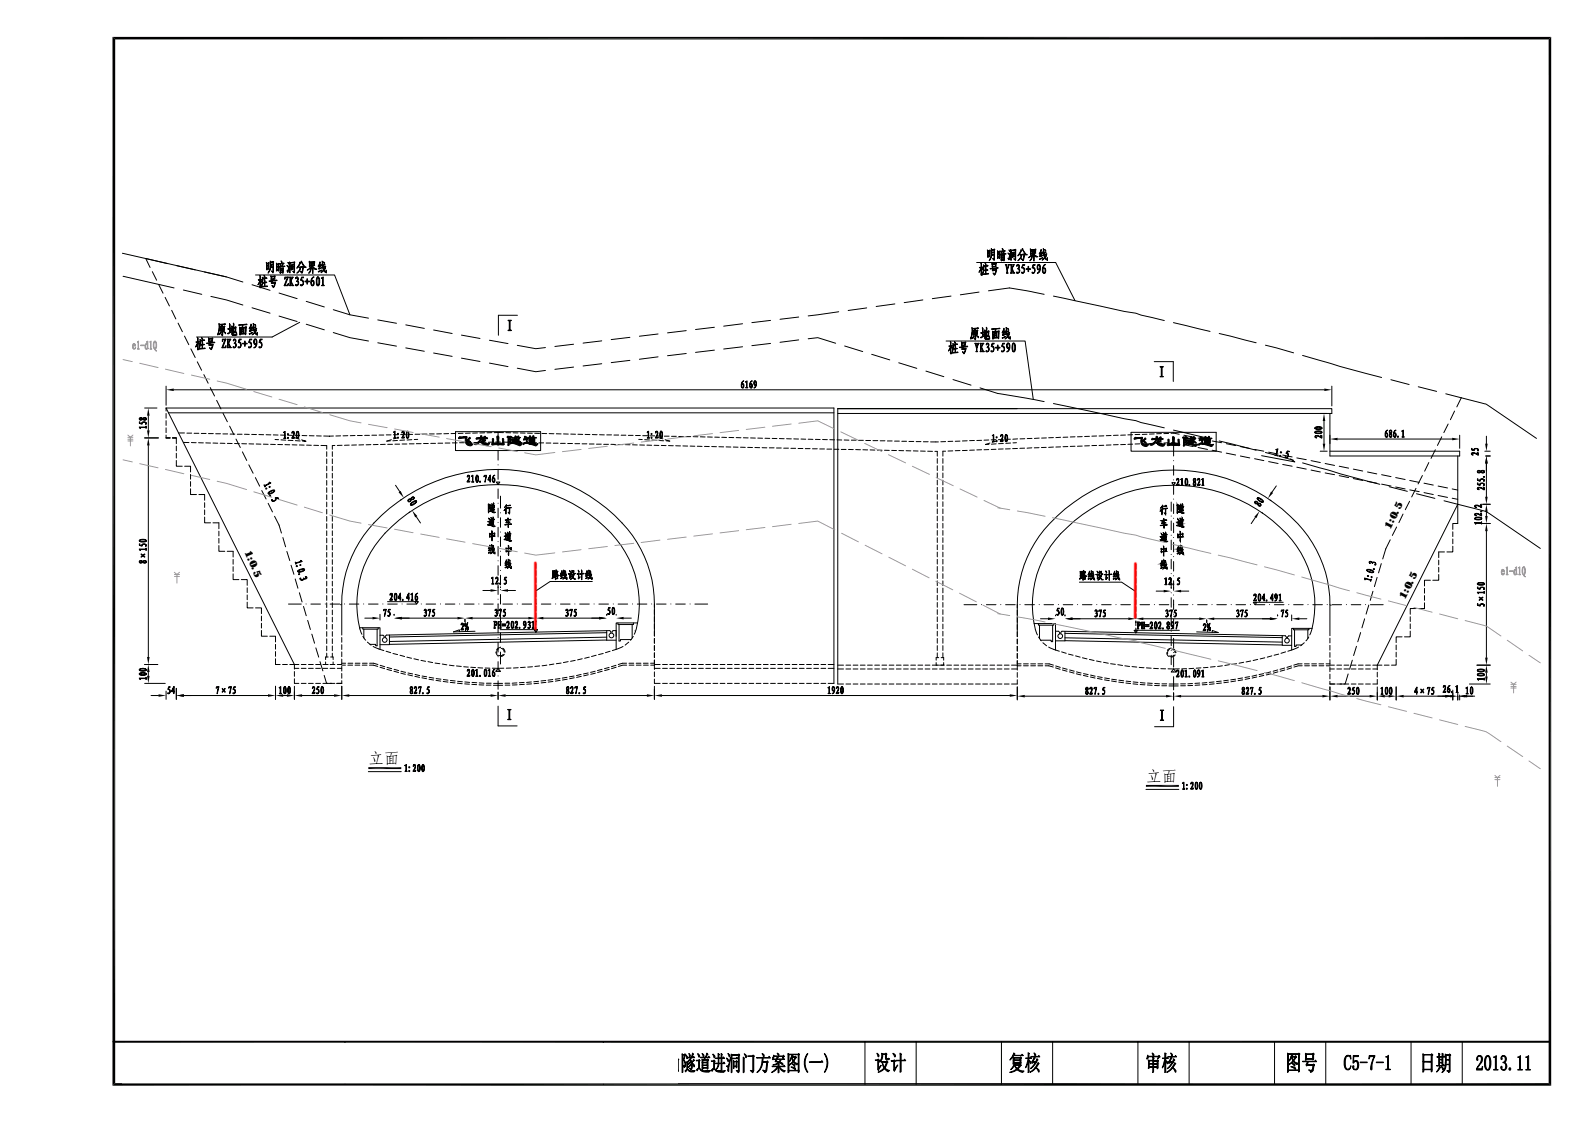 明暗洞分界线
桩号 ZK35+601
原地面线
桩号 ZK35+595
el-dlQ
I
明暗洞分界线
桩号 YK35+596
原地面线
桩号 YK35+590
I
6169
158
8×150
100
1:20
1:20
飞龙山隧道
1:20
1:20
飞龙山隧道
1:5
200
686.1
25
255.8
102.2
5×150
100
el-dlQ
1:0.5
1:0.5
1:0.3
80
210.746
隧道中线
行车道中线
12.5
路线设计线
204.416
75
375
375
375
50
2%
PH=202.931
201.016
210.821
80
行车道中线
隧道中线
路线设计线
12.5
204.491
50
375
375
375
75
PH=202.897
2%
201.091
1:0.5
1:0.3
1:0.5
54
7×75
100
250
827.5
827.5
1920
827.5
827.5
250
100
4×75
26.1
10
I
I
立面
1:200
立面
1:200
隧道进洞门方案图(一)
设计
复核
审核
图号
C5-7-1
日期
2013.11